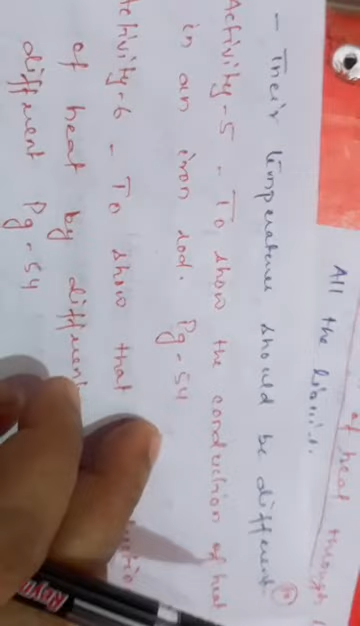 of heat through
All the
- Their temperature should be different.
Activity-5 - To show the conduction of heat
in an iron rod. Pg-54
Activity-6 - To show that
of heat by different
different Pg-54